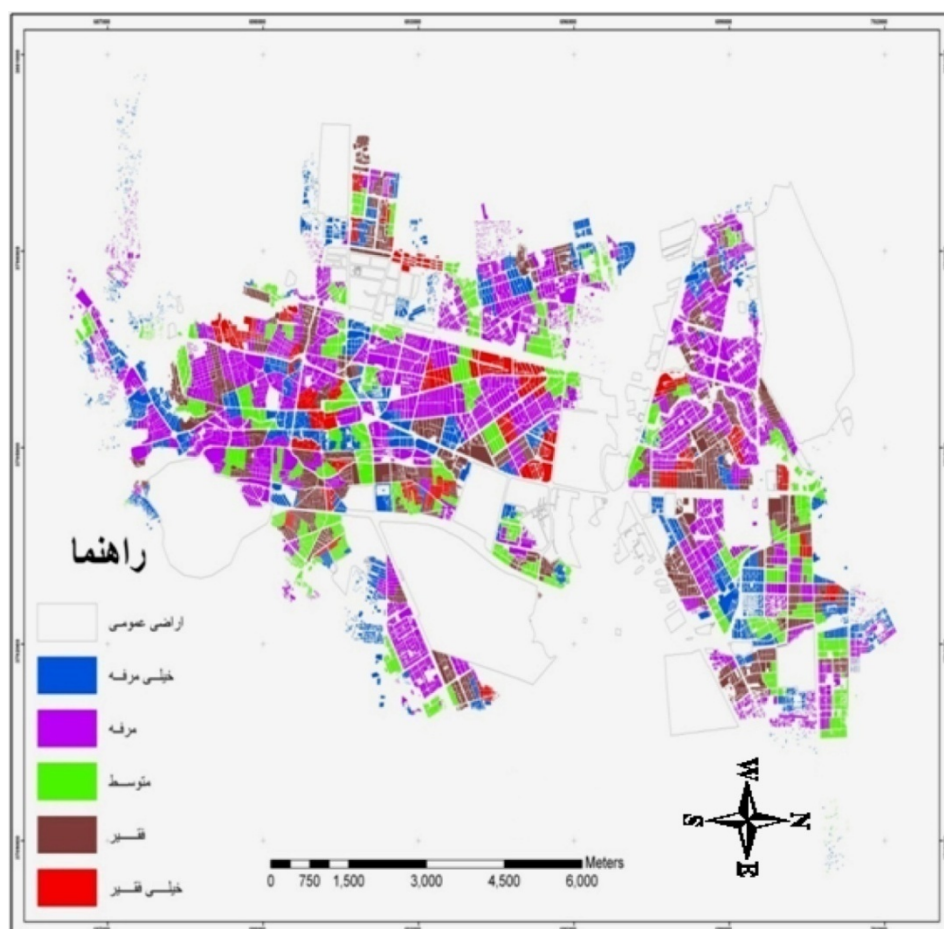 راهنما
اراضی عمومی
خیلی مرفه
مرفه
متوسط
فقیر
خیلی فقیر
W
S N
E
Meters
0 750 1,500 3,000 4,500 6,000